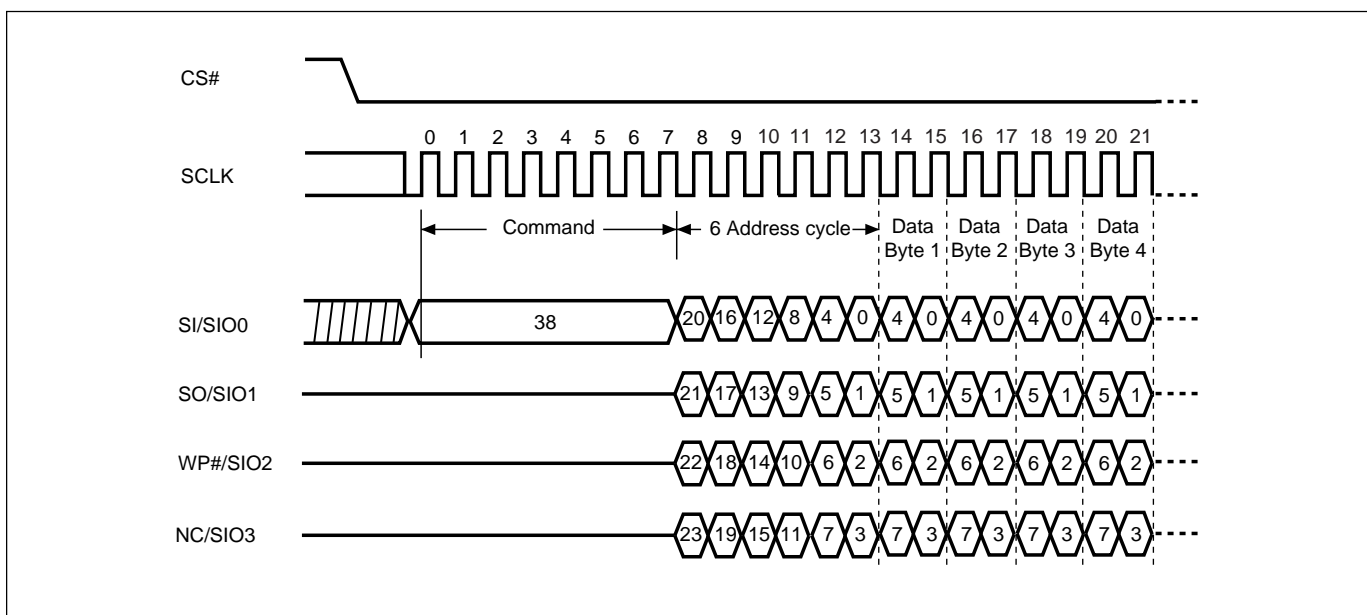 CS#
0 1 2 3 4 5 6 7 8 9 10 11 12 13 14 15 16 17 18 19 20 21
SCLK
Command 6 Address cycle Data Byte 1 Data Byte 2 Data Byte 3 Data Byte 4
SI/SIO0 38 20 16 12 8 4 0 4 0 4 0 4 0 4 0
SO/SIO1 21 17 13 9 5 1 5 1 5 1 5 1 5 1
WP#/SIO2 22 18 14 10 6 2 6 2 6 2 6 2 6 2
NC/SIO3 23 19 15 11 7 3 7 3 7 3 7 3 7 3